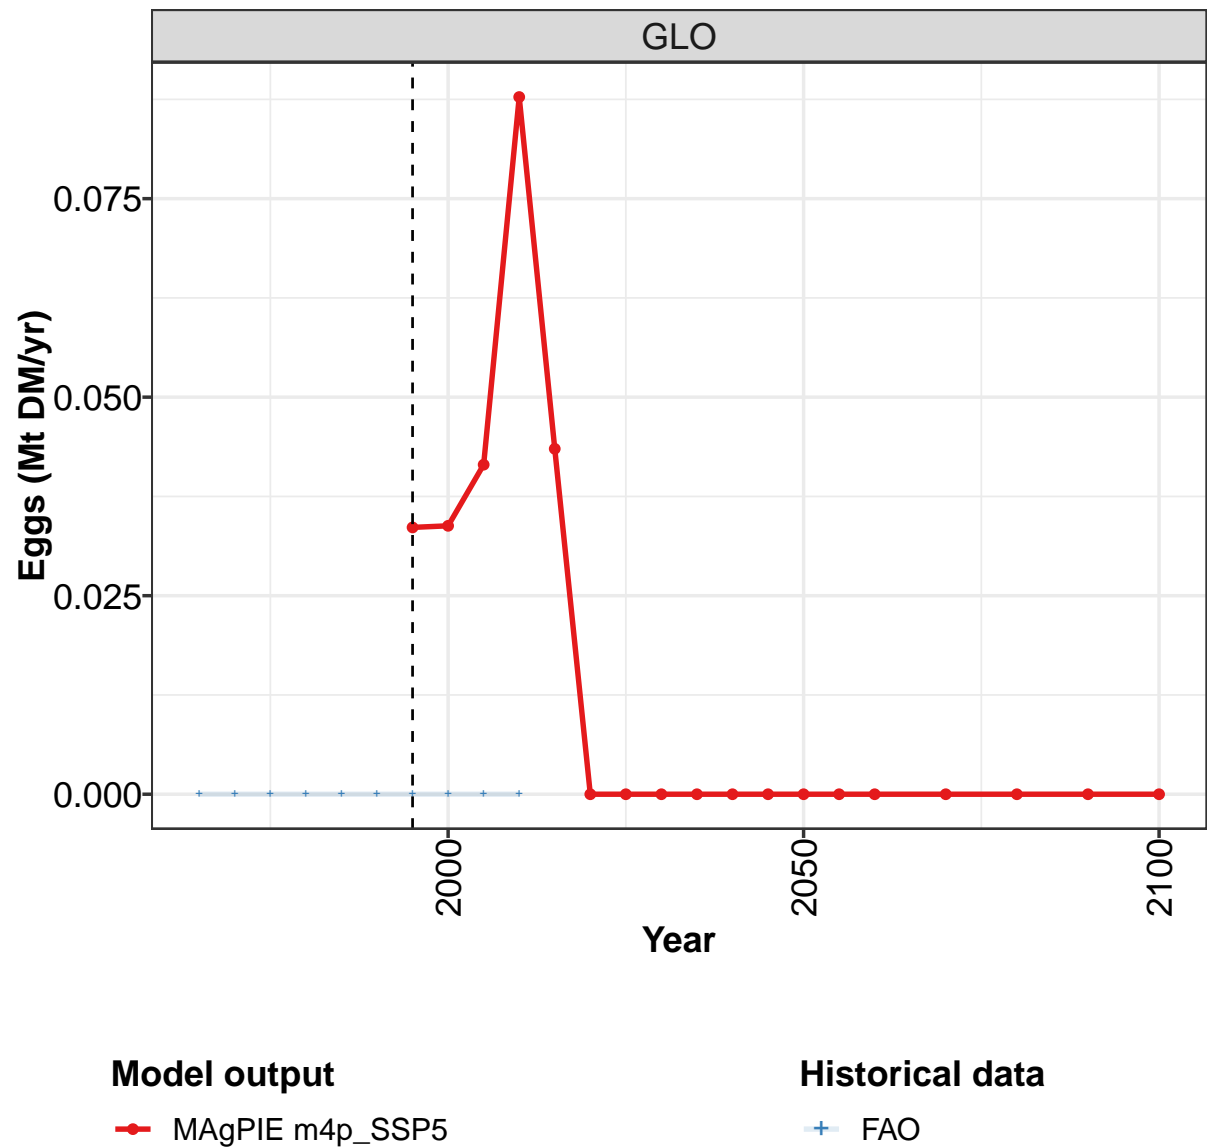 GLO
Eggs (Mt DM/yr)
0.075
0.050
0.025
0.000
2000
2050
2100
Year
Model output
MAgPIE m4p_SSP5
Historical data
FAO